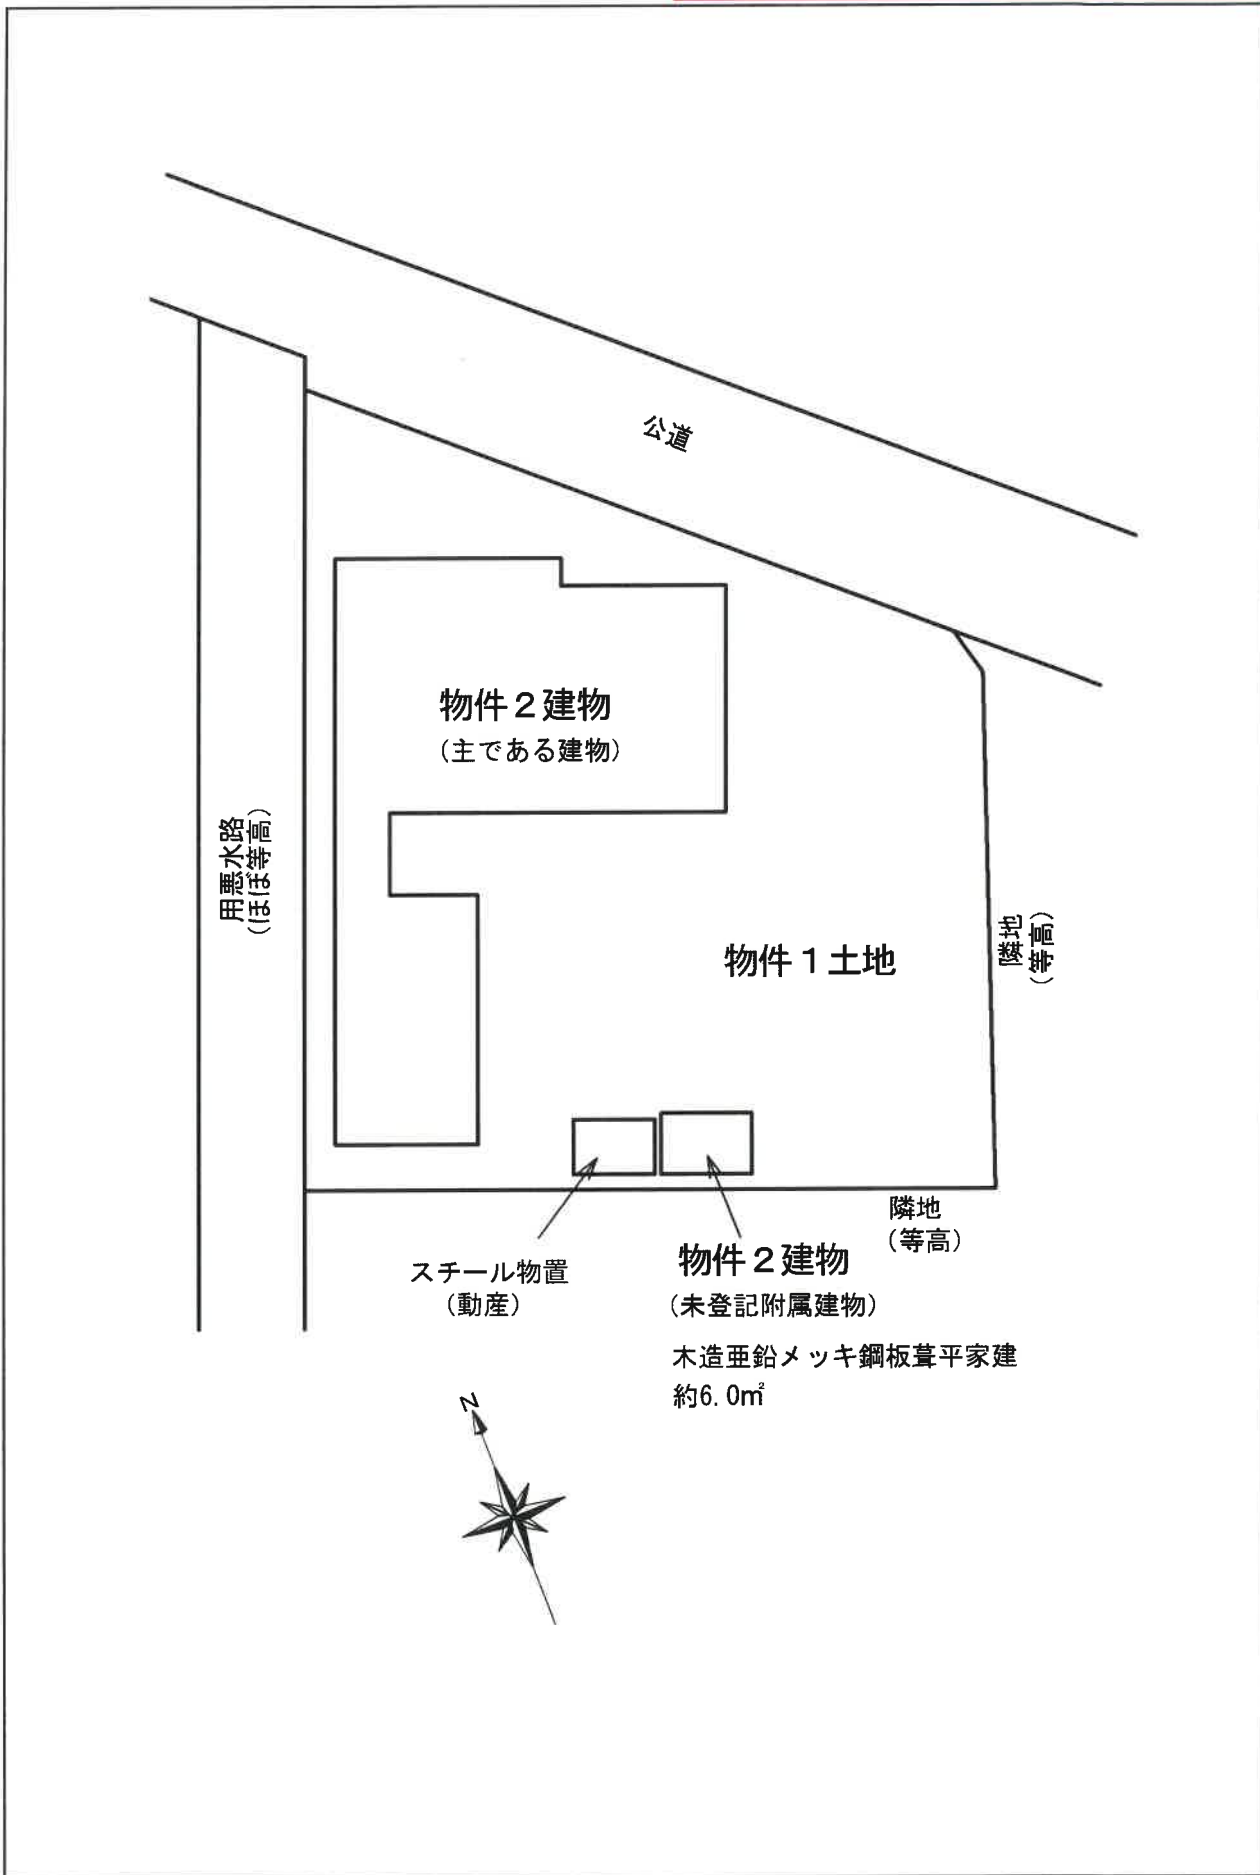 公道
物件２建物
（主である建物）
用悪水路
（ほぼ等高）
物件１土地
隣地
（等高）
隣地
（等高）
スチール物置
（動産）
物件２建物
（未登記附属建物）
木造亜鉛メッキ鋼板葺平家建
約6.0㎡
N